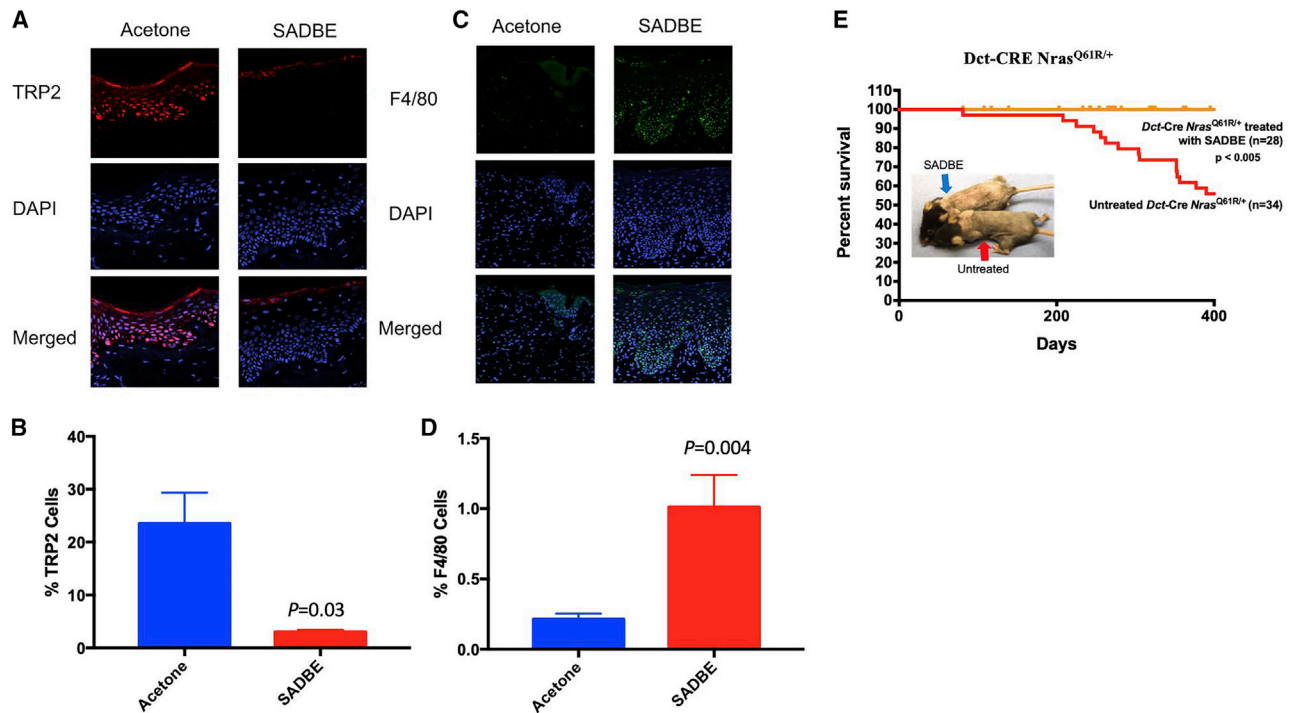 A
Acetone
SADBE
TRP2
DAPI
Merged
C
Acetone
SADBE
F4/80
DAPI
Merged
E
Dct-CRE Nras^Q61R/+
Percent survival
110
100
90
80
70
60
50
40
30
20
10
0
0
200
400
Days
Dct-Cre Nras^Q61R/+ treated
with SADBE (n=28)
p < 0.005
Untreated Dct-Cre Nras^Q61R/+ (n=34)
SADBE
Untreated
B
% TRP2 Cells
40
30
20
10
0
P=0.03
Acetone
SADBE
D
% F4/80 Cells
1.5
1.0
0.5
0.0
P=0.004
Acetone
SADBE